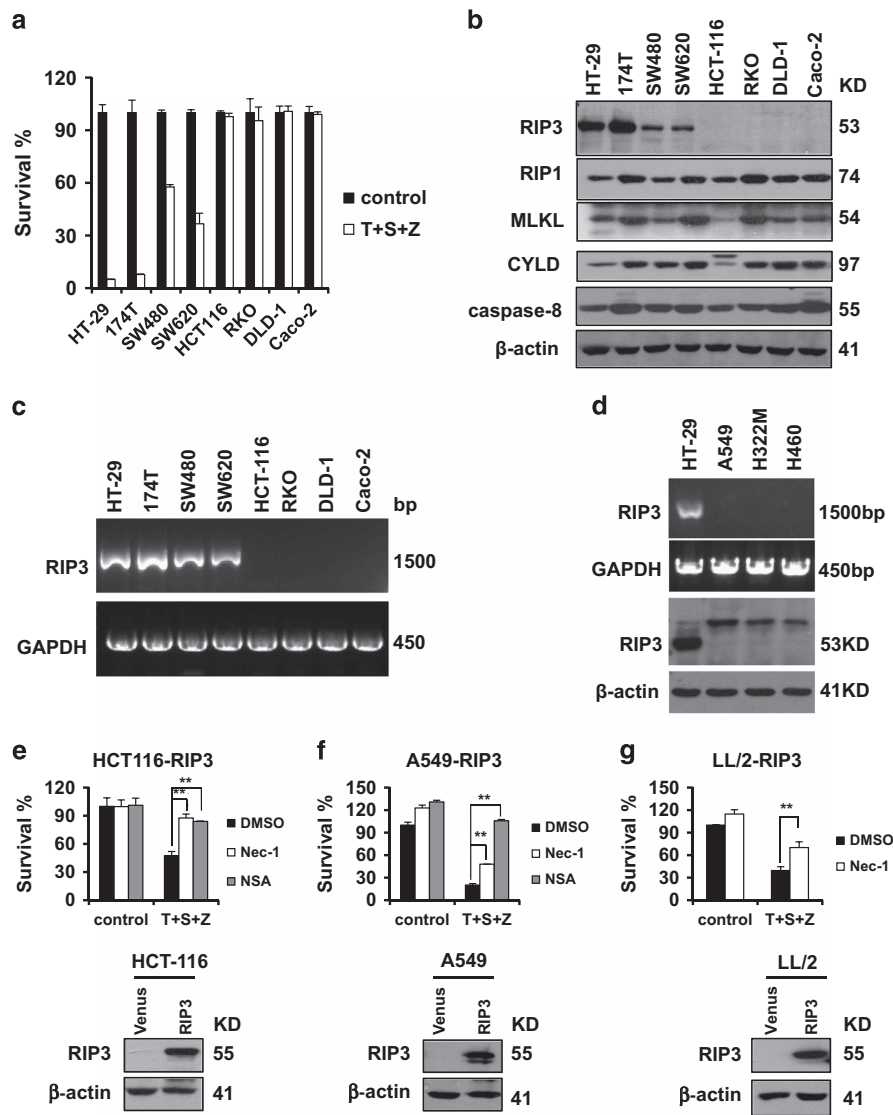 a
120
90
60
30
0
Survival %
control
T+S+Z
HT-29
174T
SW480
SW620
HCT116
RKO
DLD-1
Caco-2
b
HT-29
174T
SW480
SW620
HCT-116
RKO
DLD-1
Caco-2
KD
RIP3 53
RIP1 74
MLKL 54
CYLD 97
caspase-8 55
β-actin 41
c
HT-29
174T
SW480
SW620
HCT-116
RKO
DLD-1
Caco-2
bp
RIP3 1500
GAPDH 450
d
HT-29
A549
H322M
H460
RIP3 1500bp
GAPDH 450bp
RIP3 53KD
β-actin 41KD
e
HCT116-RIP3
120
90
60
30
0
Survival %
**
**
DMSO
Nec-1
NSA
control T+S+Z
HCT-116
Venus
RIP3
KD
RIP3 55
β-actin 41
f
A549-RIP3
150
120
90
60
30
0
Survival %
**
**
DMSO
Nec-1
NSA
control T+S+Z
A549
Venus
RIP3
KD
RIP3 55
β-actin 41
g
LL/2-RIP3
150
120
90
60
30
0
Survival %
**
DMSO
Nec-1
control T+S+Z
LL/2
Venus
RIP3
KD
RIP3 55
β-actin 41